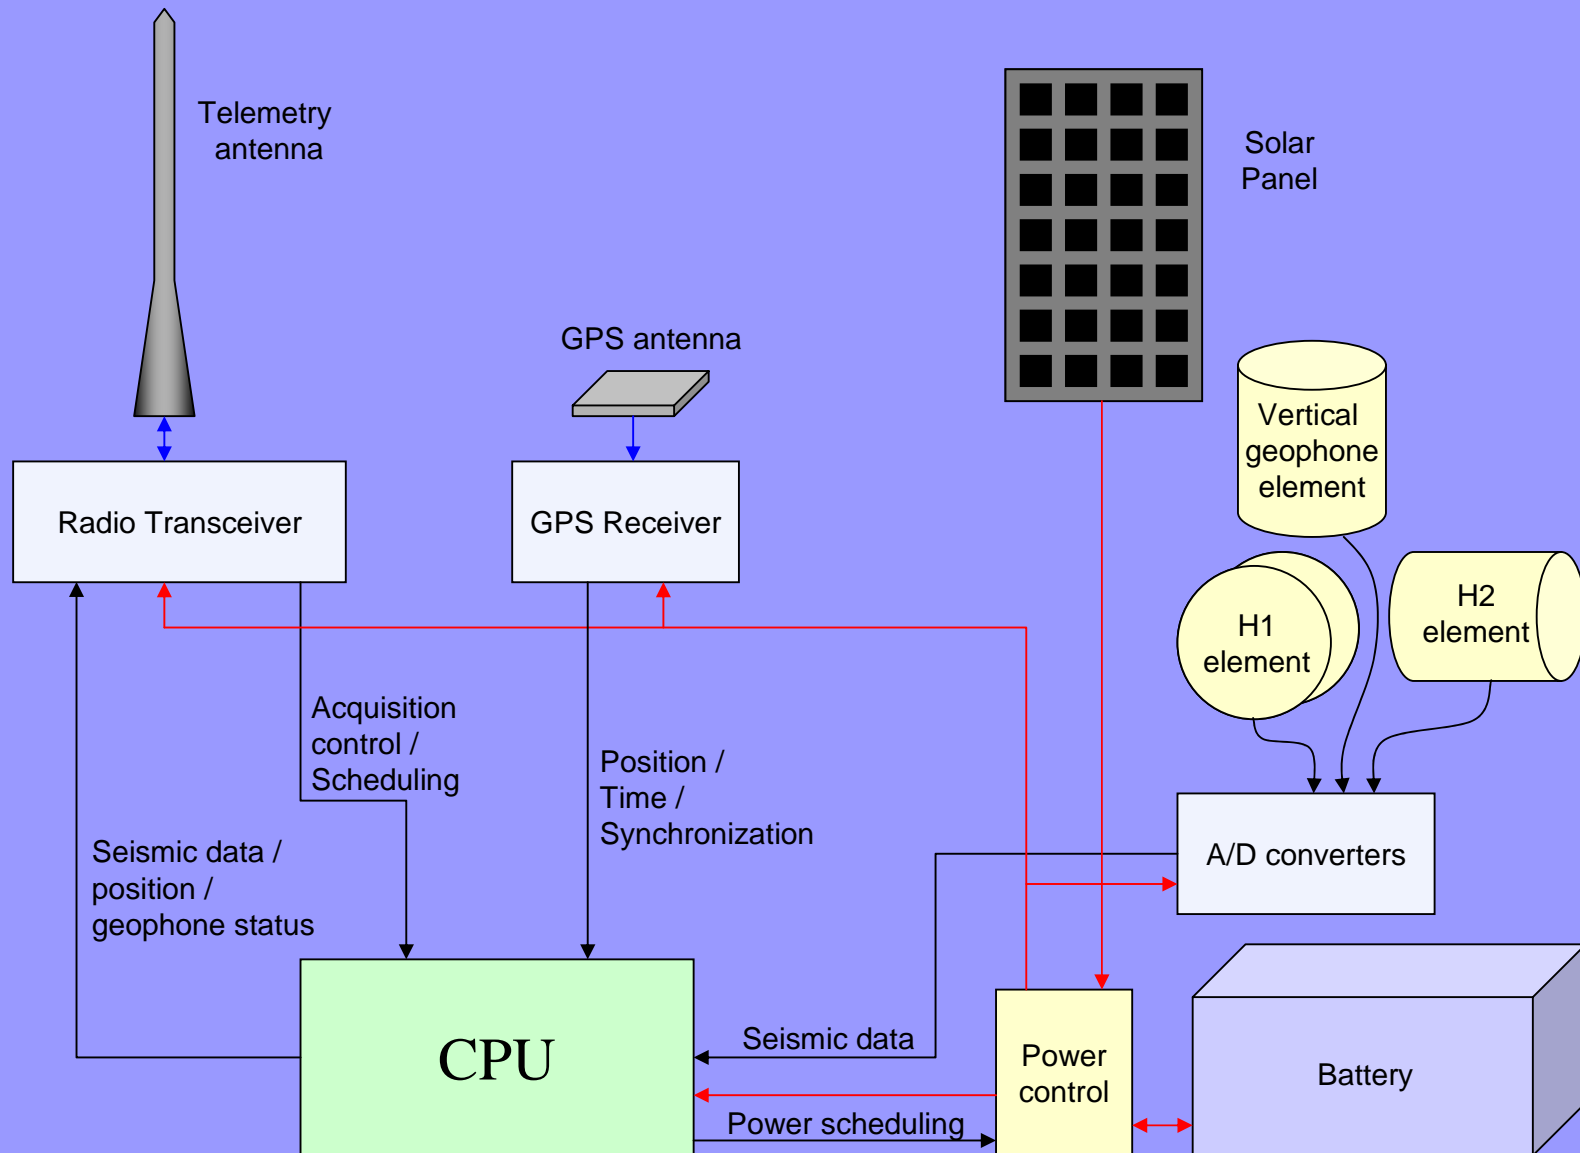 Telemetry
antenna
Solar
Panel
GPS antenna
Vertical
geophone
element
Radio Transceiver
GPS Receiver
H1
element
H2
element
Acquisition
control /
Scheduling
Position /
Time /
Synchronization
Seismic data /
position /
geophone status
A/D converters
CPU
Seismic data
Power
control
Battery
Power scheduling